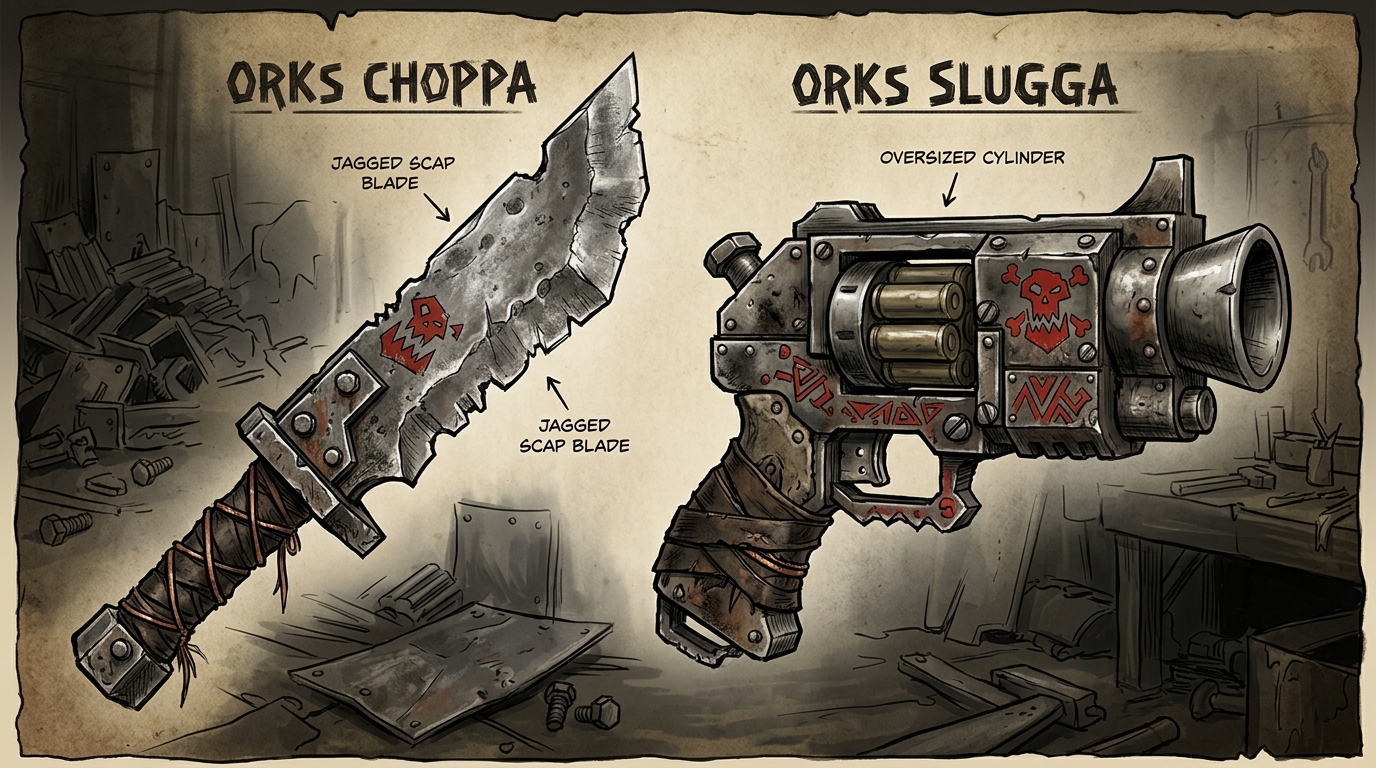 ORKS CHOPPA
JAGGED SCAP
BLADE
JAGGED
SCAP BLADE
ORKS SLUGGA
OVERSIZED CYLINDER